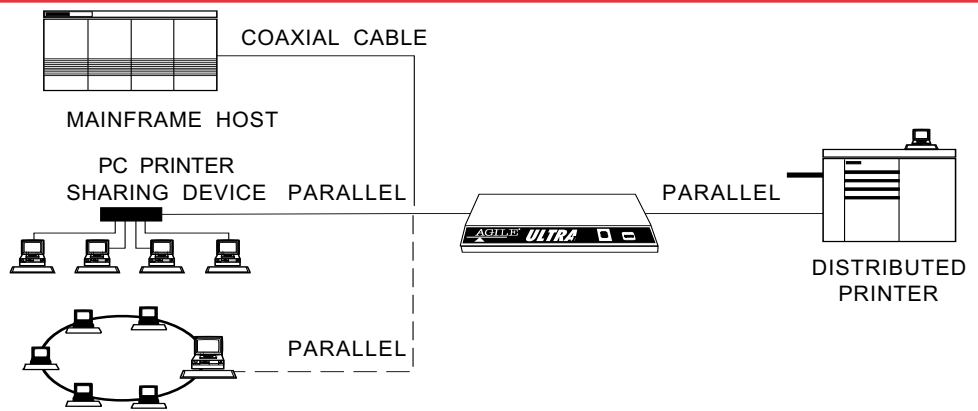 COAXIAL CABLE
MAINFRAME HOST
PC PRINTER
SHARING DEVICE PARALLEL
PARALLEL
AGILE ULTRA
DISTRIBUTED
PRINTER
PARALLEL